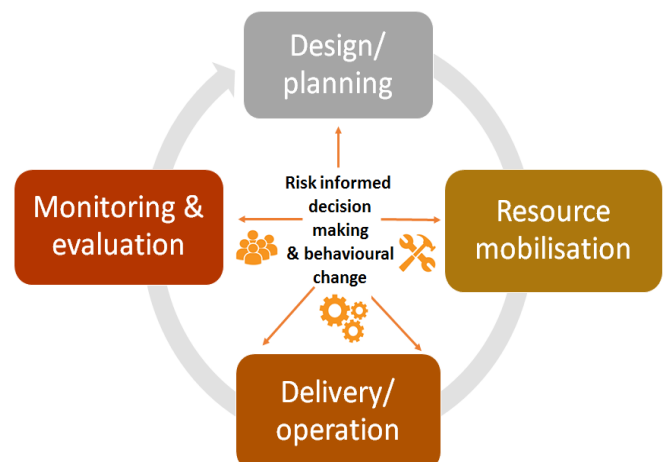 Design/
planning
Risk informed
decision
making
& behavioural
change
Monitoring &
evaluation
Resource
mobilisation
Delivery/
operation